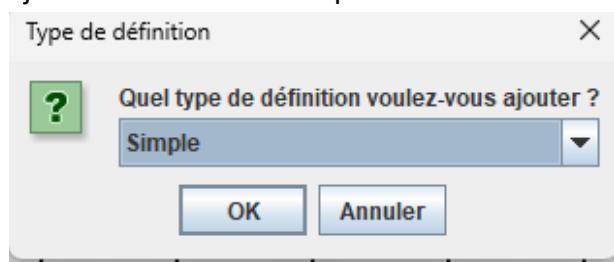 Type de définition
Quel type de définition voulez-vous ajouter ?
Simple
OK
Annuler